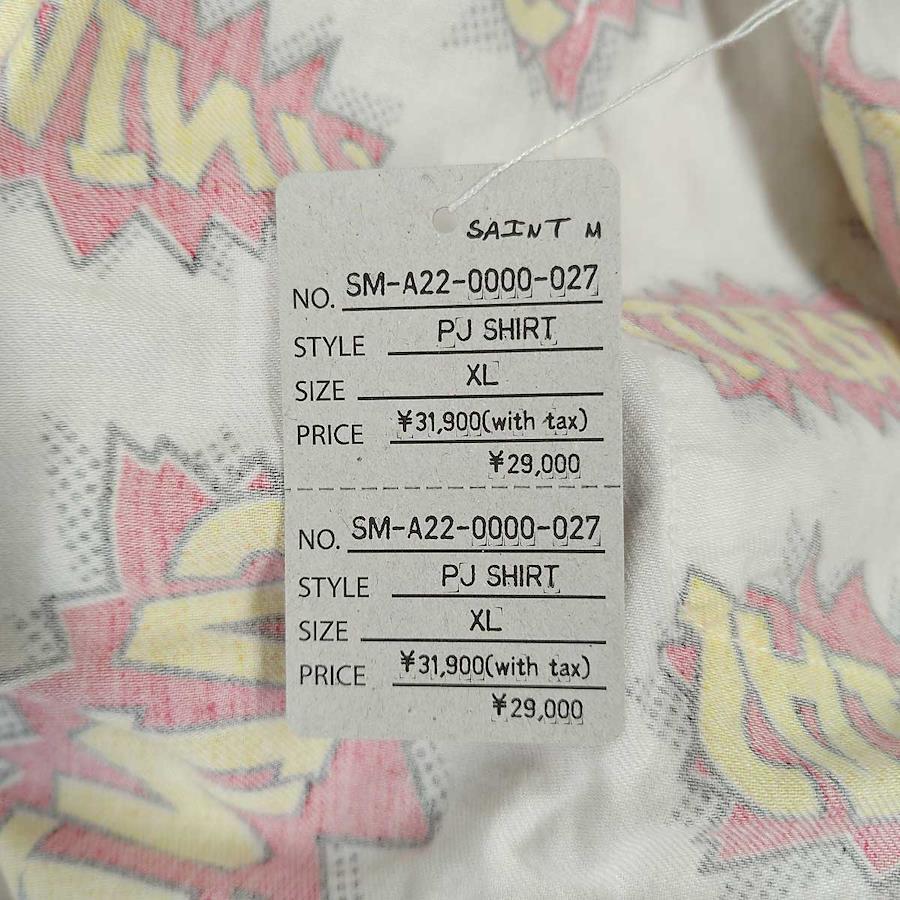 SAINT M
NO. SM-A22-0000-027
STYLE PJ SHIRT
SIZE XL
PRICE ¥31,900(with tax)
¥29,000
NO. SM-A22-0000-027
STYLE PJ SHIRT
SIZE XL
PRICE ¥31,900(with tax)
¥29,000